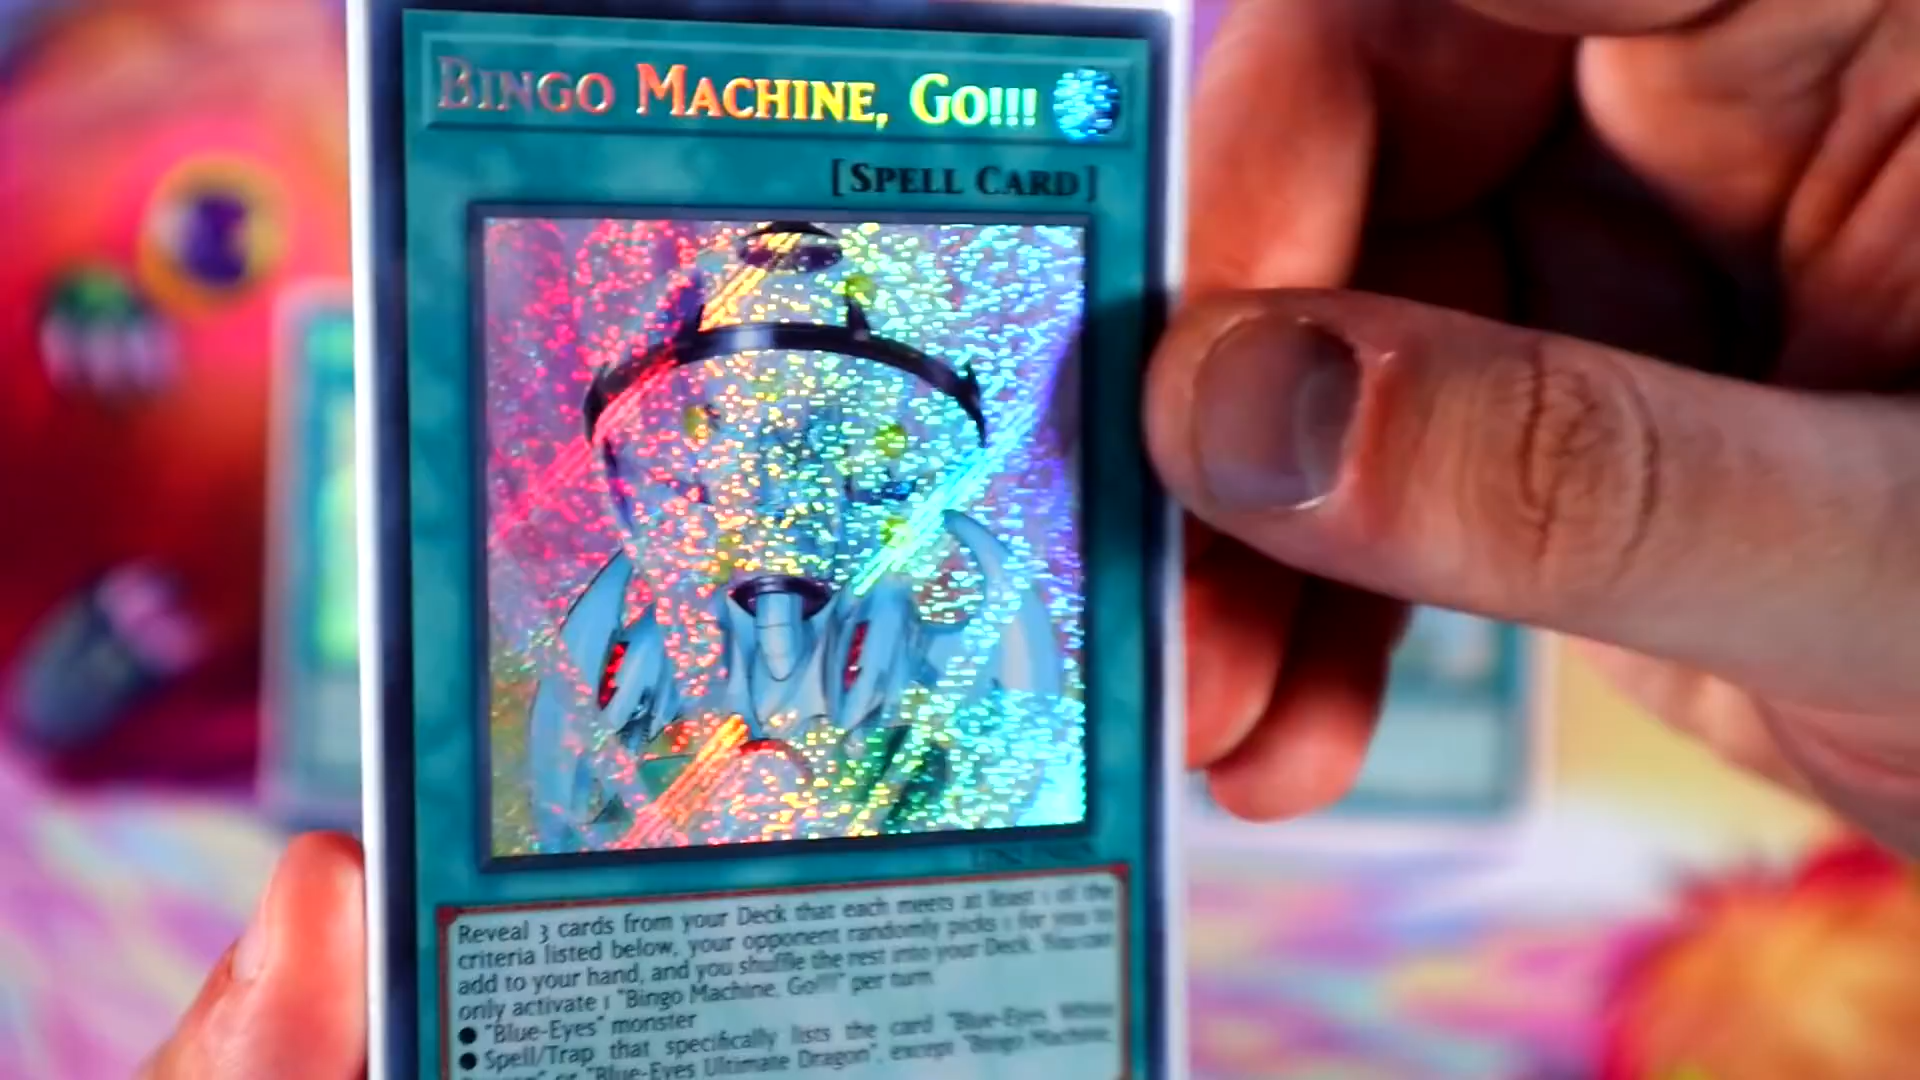 BINGO MACHINE, GO!!!
[SPELL CARD]
Reveal 3 cards from your Deck that each meets at least 1 of the
criteria listed below, your opponent randomly picks 1 for you to
add to your hand, and you shuffle the rest into your Deck. You can
only activate 1 "Bingo Machine, Go!!!" per turn.
● "Blue-Eyes" monster
● Spell/Trap that specifically lists the card "Blue-Eyes White
or "Blue-Eyes Ultimate Dragon", except "Bingo Machine,